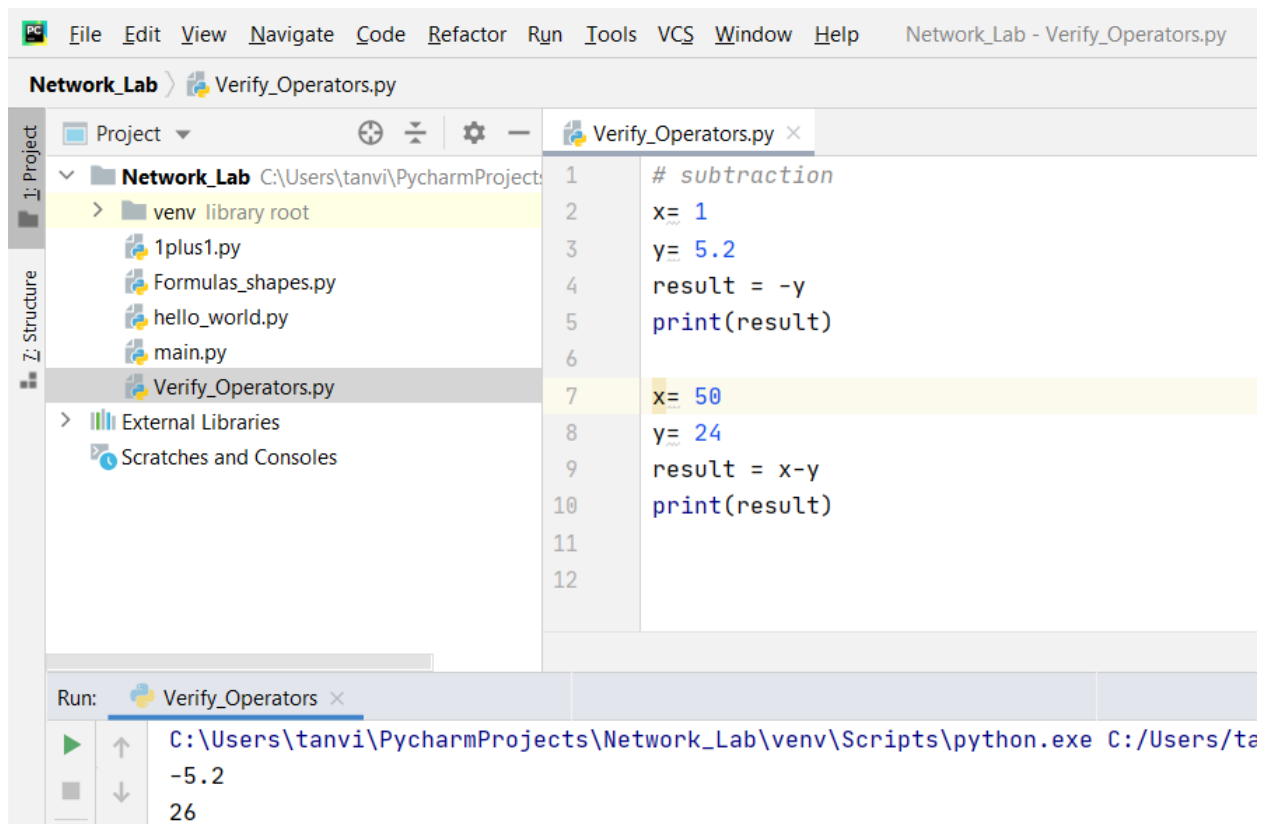 PC File Edit View Navigate Code Refactor Run Tools VCS Window Help Network_Lab - Verify_Operators.py
Network_Lab Verify_Operators.py
1: Project
7: Structure
Project
Network_Lab C:\Users\tanvi\PycharmProject
venv library root
1plus1.py
Formulas_shapes.py
hello_world.py
main.py
Verify_Operators.py
External Libraries
Scratches and Consoles
Verify_Operators.py
1 # subtraction
2 x= 1
3 y= 5.2
4 result = -y
5 print(result)
6
7 x= 50
8 y= 24
9 result = x-y
10 print(result)
11
12
Run: Verify_Operators
C:\Users\tanvi\PycharmProjects\Network_Lab\venv\Scripts\python.exe C:/Users/ta
-5.2
26